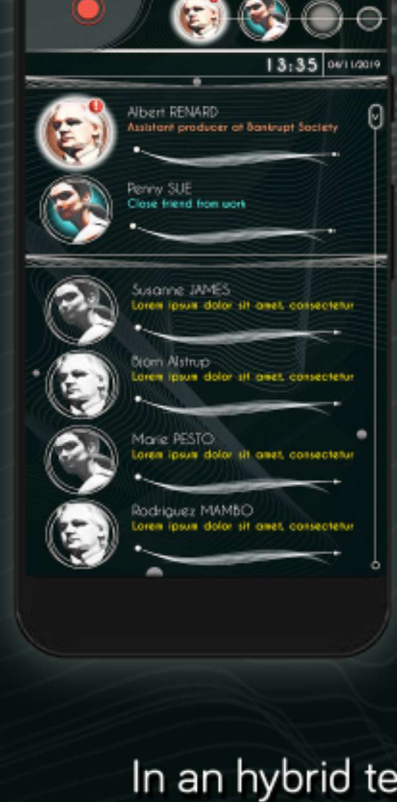 13:35 04/11/2019
!
Albert RENARD
Assistant producer at Bankrupt Society
Penny SUE
Close friend from work
Susanne JAMES
Lorem ipsum dolor sit amet, consectetur
Bjorn Alstrup
Lorem ipsum dolor sit amet, consectetur
Marie PESTO
Lorem ipsum dolor sit amet, consectetur
Rodriguez MAMBO
Lorem ipsum dolor sit amet, consectetur
In an hybrid te